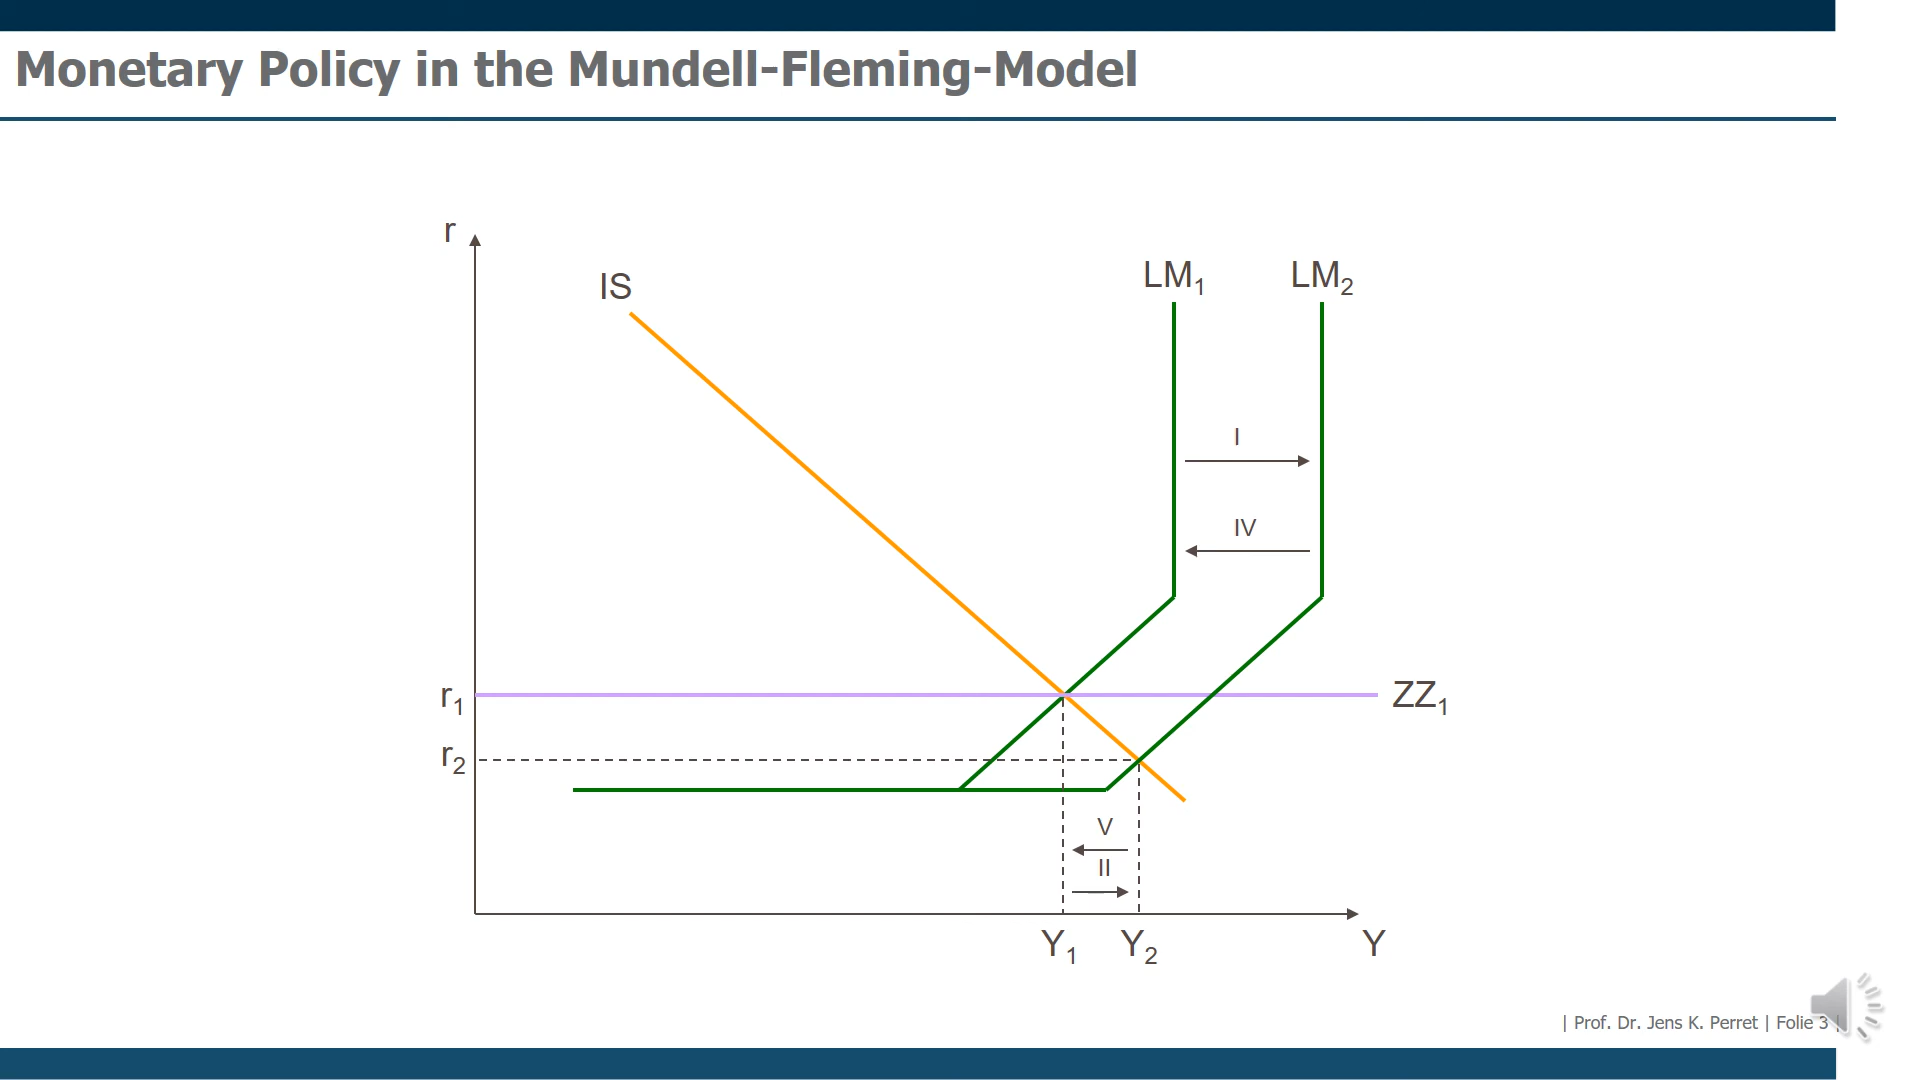 Monetary Policy in the Mundell-Fleming-Model
r
IS
LM1
LM2
I
IV
r1
ZZ1
r2
V
II
Y1
Y2
Y
| Prof. Dr. Jens K. Perret | Folie 3 |